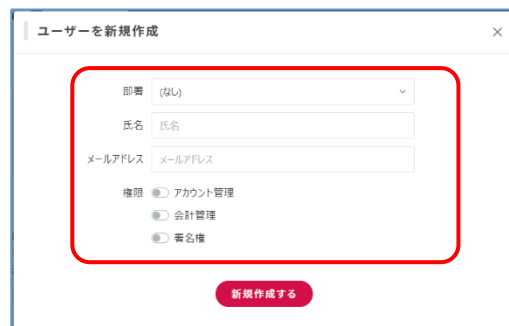 ユーザーを新規作成
部署 (なし)
氏名 氏名
メールアドレス メールアドレス
権限 アカウント管理
会計管理
署名権
新規作成する